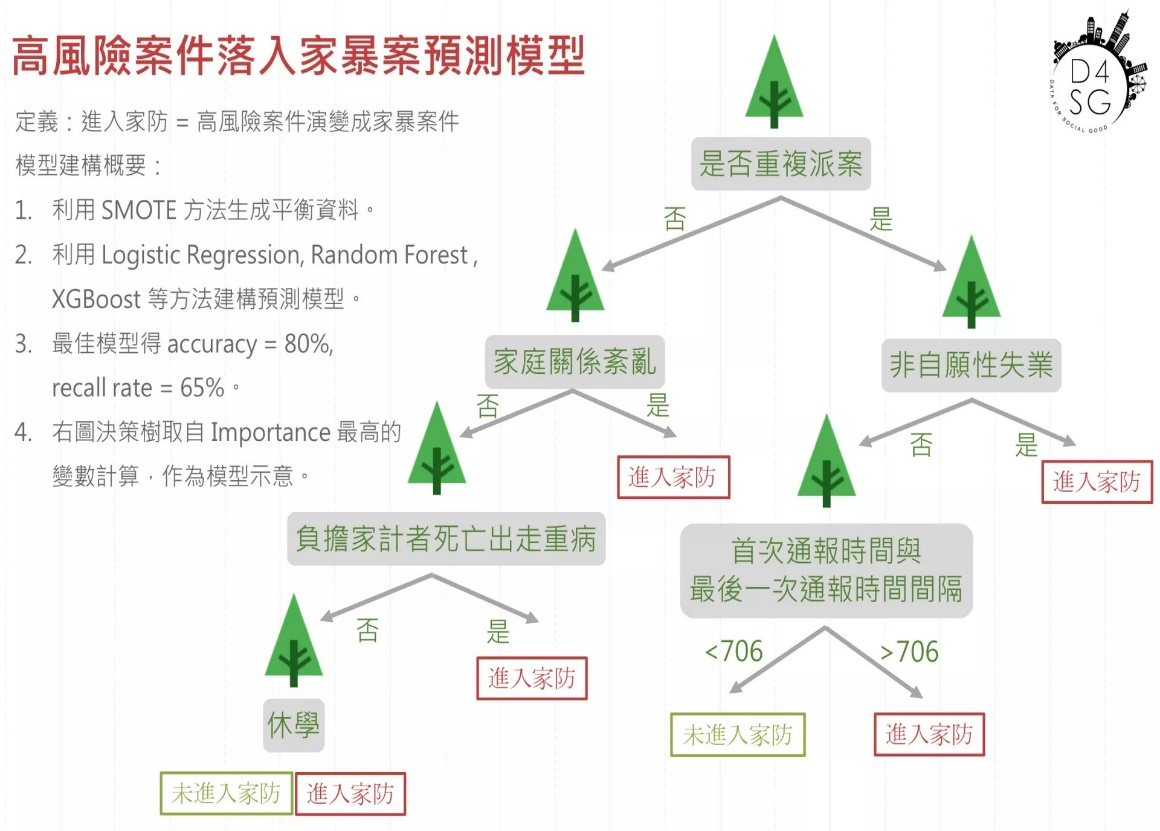 高風險案件落入家暴案預測模型
定義：進入家防 = 高風險案件演變成家暴案件
模型建構概要：
1. 利用 SMOTE 方法生成平衡資料。
2. 利用 Logistic Regression, Random Forest ,
XGBoost 等方法建構預測模型。
3. 最佳模型得 accuracy = 80%,
recall rate = 65%。
4. 右圖決策樹取自 Importance 最高的
變數計算，作為模型示意。
D4
SG
DATA FOR SOCIAL GOOD
是否重複派案
否
是
家庭關係紊亂
非自願性失業
否
是
否
是
進入家防
進入家防
負擔家計者死亡出走重病
首次通報時間與
最後一次通報時間間隔
否
是
<706
>706
進入家防
休學
未進入家防
進入家防
未進入家防
進入家防